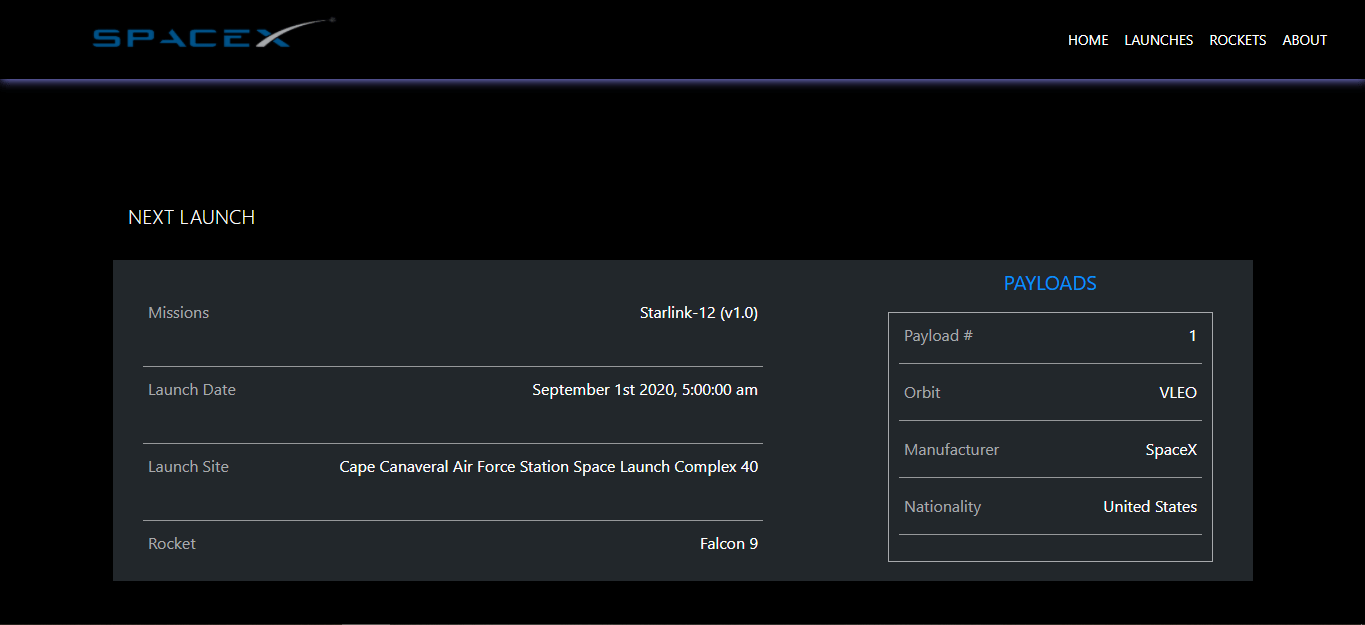 SPACEX
HOME LAUNCHES ROCKETS ABOUT
NEXT LAUNCH
Missions Starlink-12 (v1.0)
Launch Date September 1st 2020, 5:00:00 am
Launch Site Cape Canaveral Air Force Station Space Launch Complex 40
Rocket Falcon 9
PAYLOADS
Payload # 1
Orbit VLEO
Manufacturer SpaceX
Nationality United States